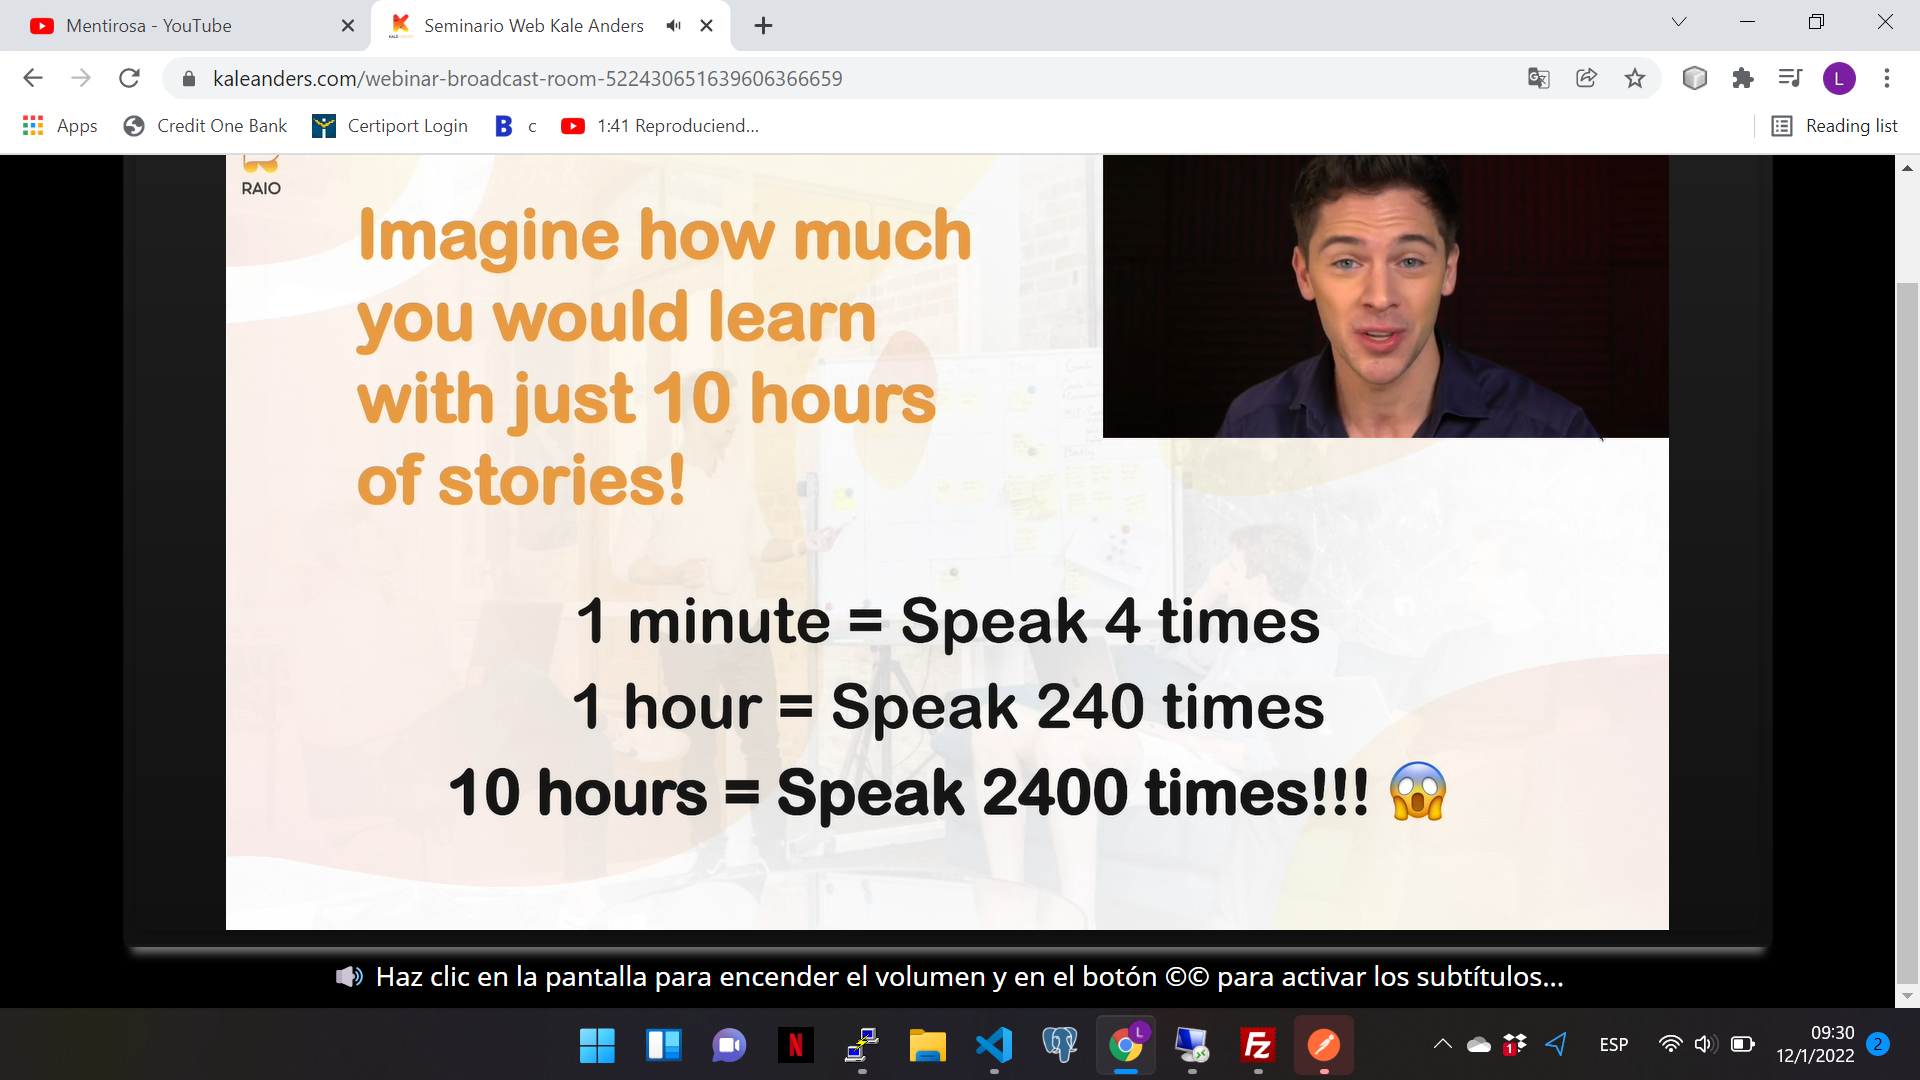 Mentirosa - YouTube
Seminario Web Kale Anders
kaleanders.com/webinar-broadcast-room-522430651639606366659
L
Apps
Credit One Bank
Certiport Login
B c
1:41 Reproduciend...
Reading list
RAIO
Imagine how much
you would learn
with just 10 hours
of stories!
1 minute = Speak 4 times
1 hour = Speak 240 times
10 hours = Speak 2400 times!!! 😱
Haz clic en la pantalla para encender el volumen y en el botón ©© para activar los subtítulos...
N
L
Fz
1
ESP
09:30
12/1/2022
2